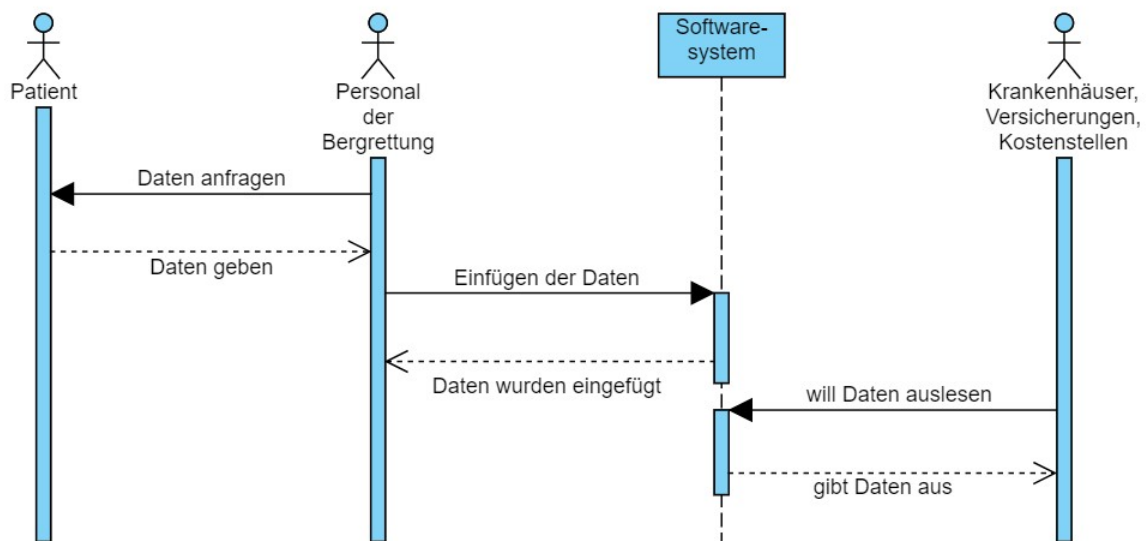 Patient
Personal
der
Bergrettung
Software-
system
Krankenhäuser,
Versicherungen,
Kostenstellen
Daten anfragen
Daten geben
Einfügen der Daten
Daten wurden eingefügt
will Daten auslesen
gibt Daten aus